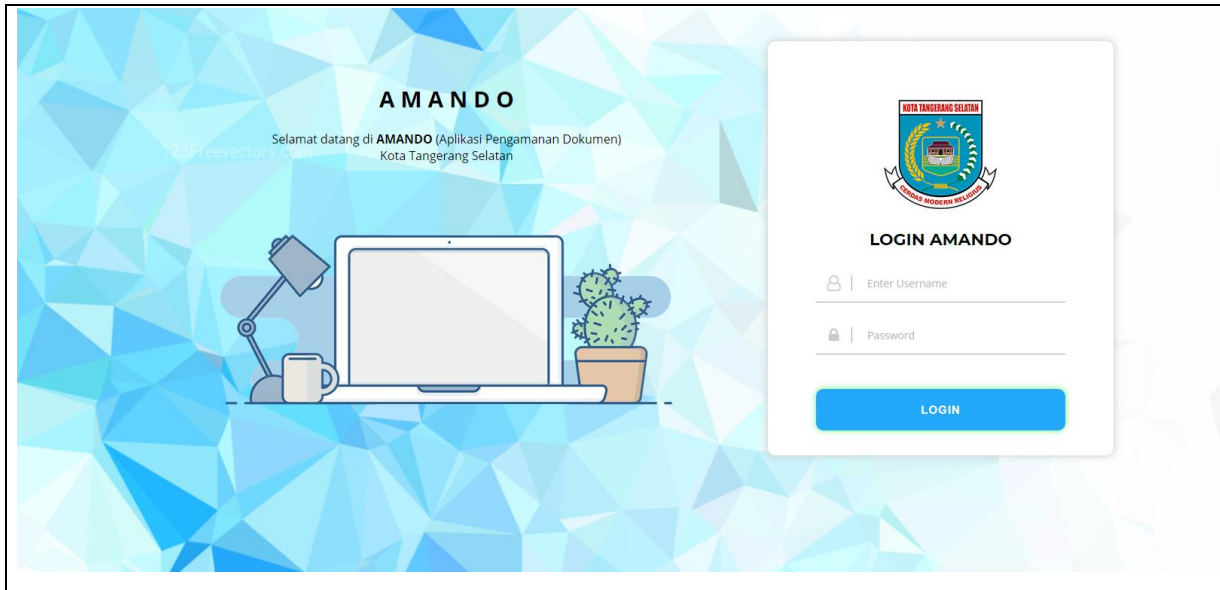 A M A N D O
Selamat datang di AMANDO (Aplikasi Pengamanan Dokumen)
Kota Tangerang Selatan
123Freevectors.com
KOTA TANGERANG SELATAN
CERDAS MODERN RELIGIUS
LOGIN AMANDO
Enter Username
Password
LOGIN